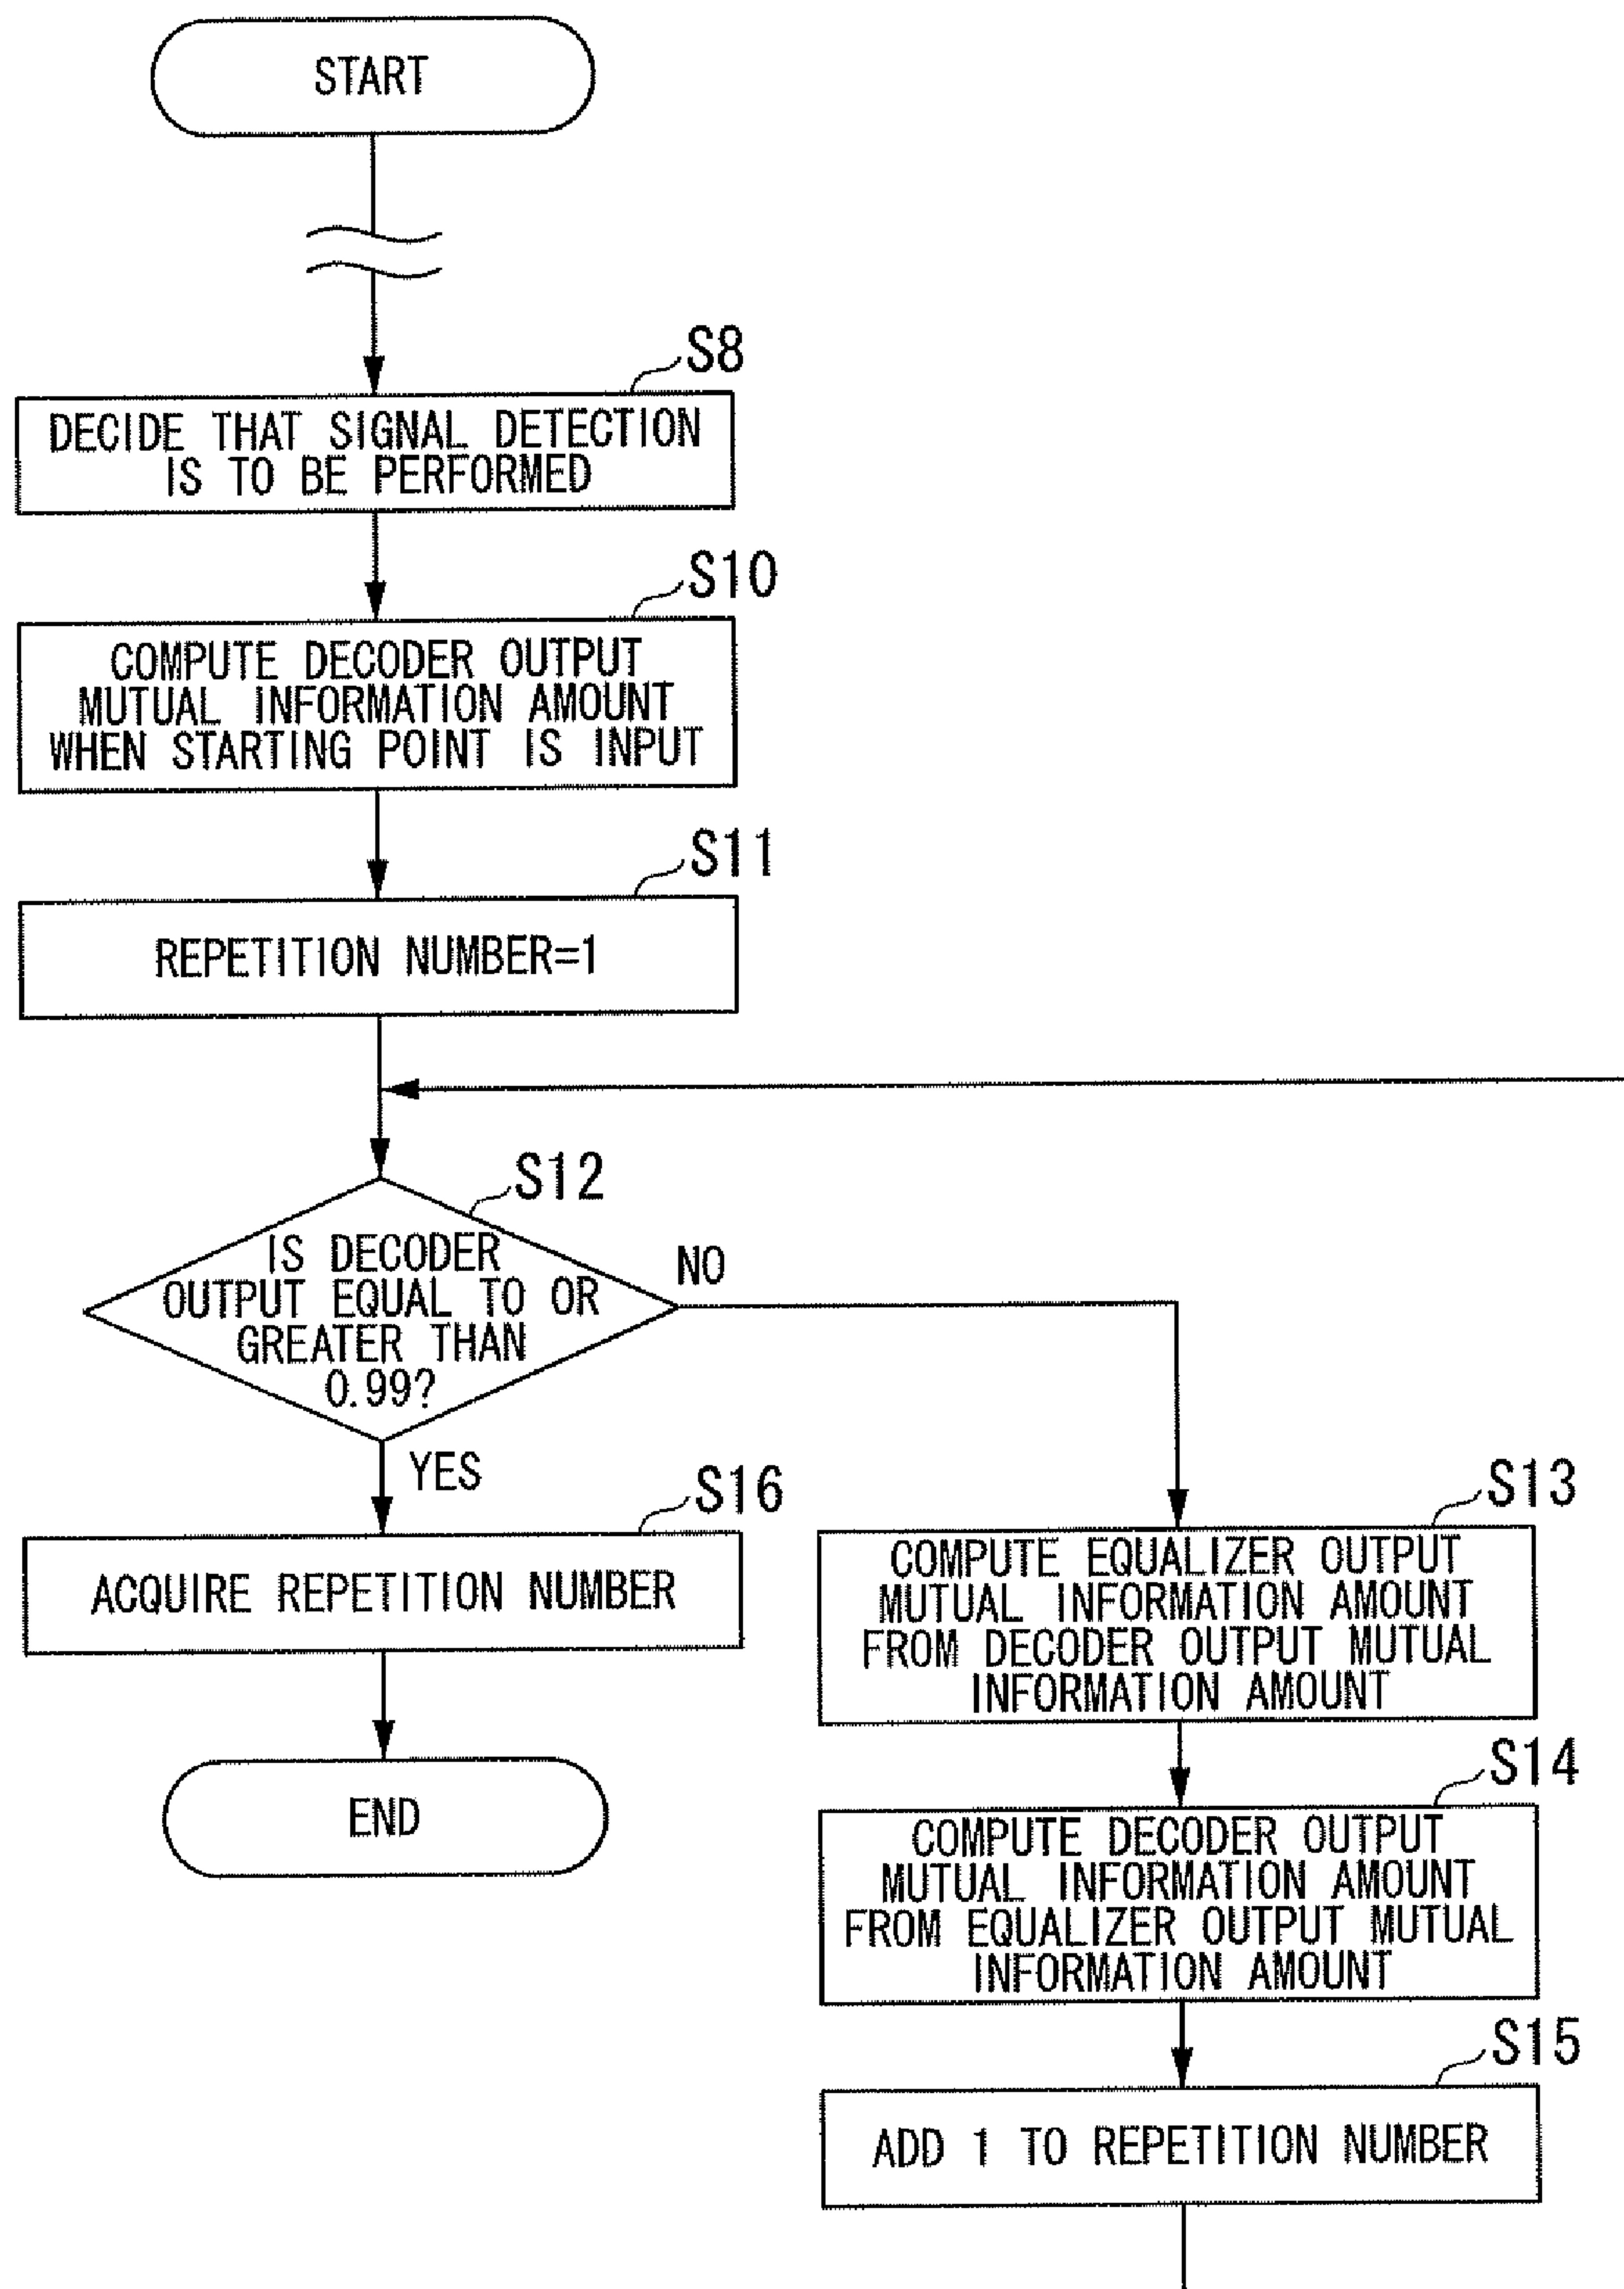 START
S8
DECIDE THAT SIGNAL DETECTION
IS TO BE PERFORMED
S10
COMPUTE DECODER OUTPUT
MUTUAL INFORMATION AMOUNT
WHEN STARTING POINT IS INPUT
S11
REPETITION NUMBER=1
S12
IS DECODER
OUTPUT EQUAL TO OR
GREATER THAN
0.99?
NO
YES
S16
ACQUIRE REPETITION NUMBER
END
S13
COMPUTE EQUALIZER OUTPUT
MUTUAL INFORMATION AMOUNT
FROM DECODER OUTPUT MUTUAL
INFORMATION AMOUNT
S14
COMPUTE DECODER OUTPUT
MUTUAL INFORMATION AMOUNT
FROM EQUALIZER OUTPUT MUTUAL
INFORMATION AMOUNT
S15
ADD 1 TO REPETITION NUMBER